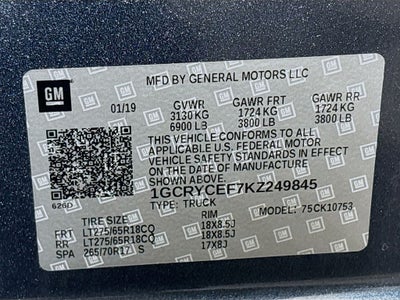 GM
MFD BY GENERAL MOTORS LLC
01/19 GVWR GAWR FRT GAWR RR
3130 KG 1724 KG 1724 KG
6900 LB 3800 LB 3800 LB
THIS VEHICLE CONFORMS TO ALL
APPLICABLE U.S. FEDERAL MOTOR
VEHICLE SAFETY STANDARDS IN
EFFECT ON THE DATE OF
MANUFACTURE SHOWN ABOVE.
1GCRYCEF7KZ249845
626D TYPE: TRUCK MODEL: 75CK10753
TIRE SIZE RIM
FRT LT275/65R18CQ 18X8.5J
RR LT275/65R18CQ 18X8.5J
SPA 265/70R17 S 17X8J